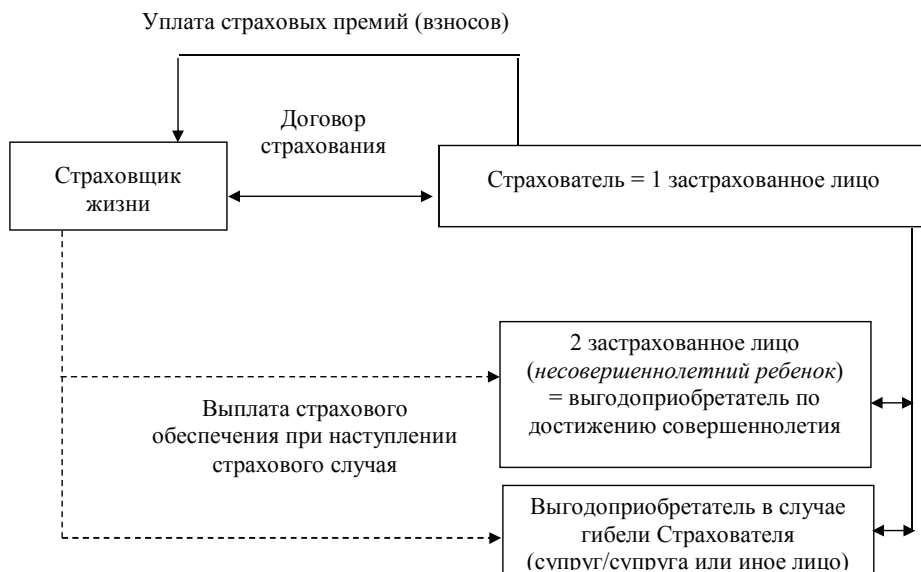 Уплата страховых премий (взносов)
Договор
страхования
Страховщик
жизни
Страхователь = 1 застрахованное лицо
2 застрахованное лицо
(несовершеннолетний ребенок)
= выгодоприобретатель по
достижению совершеннолетия
Выплата страхового
обеспечения при наступлении
страхового случая
Выгодоприобретатель в случае
гибели Страхователя
(супруг/супруга или иное лицо)